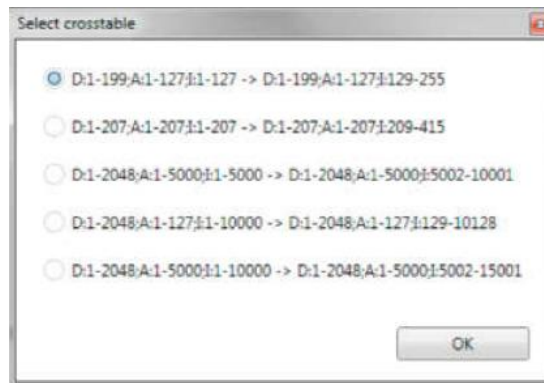 Select crosstable
D:1-199;A:1-127;I:1-127 -> D:1-199;A:1-127;I:129-255
D:1-207;A:1-207;I:1-207 -> D:1-207;A:1-207;I:209-415
D:1-2048;A:1-5000;I:1-5000 -> D:1-2048;A:1-5000;I:5002-10001
D:1-2048;A:1-127;I:1-10000 -> D:1-2048;A:1-127;I:129-10128
D:1-2048;A:1-5000;I:1-10000 -> D:1-2048;A:1-5000;I:5002-15001
OK